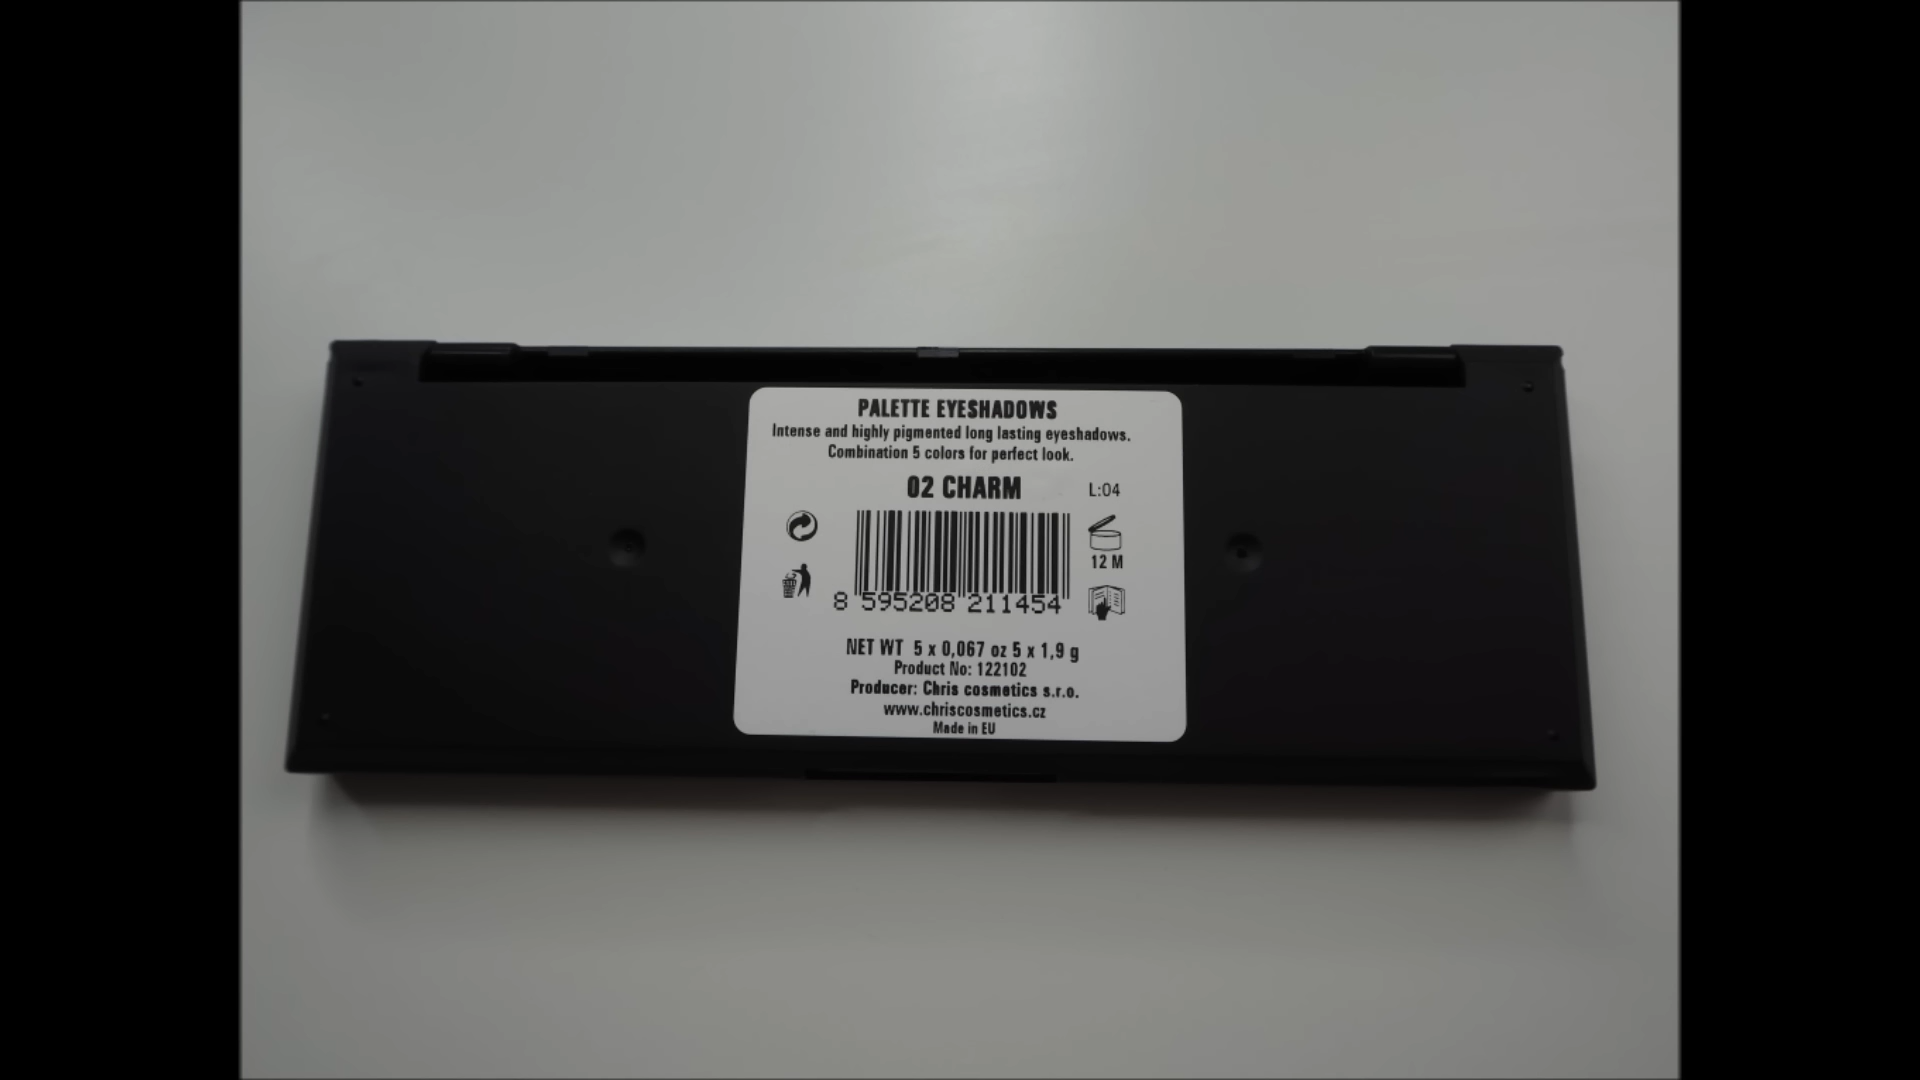 PALETTE EYESHADOWS
Intense and highly pigmented long lasting eyeshadows.
Combination 5 colors for perfect look.
02 CHARM
L:04
12 M
8 595208 211454
NET WT 5 x 0,067 oz 5 x 1,9 g
Product No: 122102
Producer: Chris cosmetics s.r.o.
www.chriscosmetics.cz
Made in EU